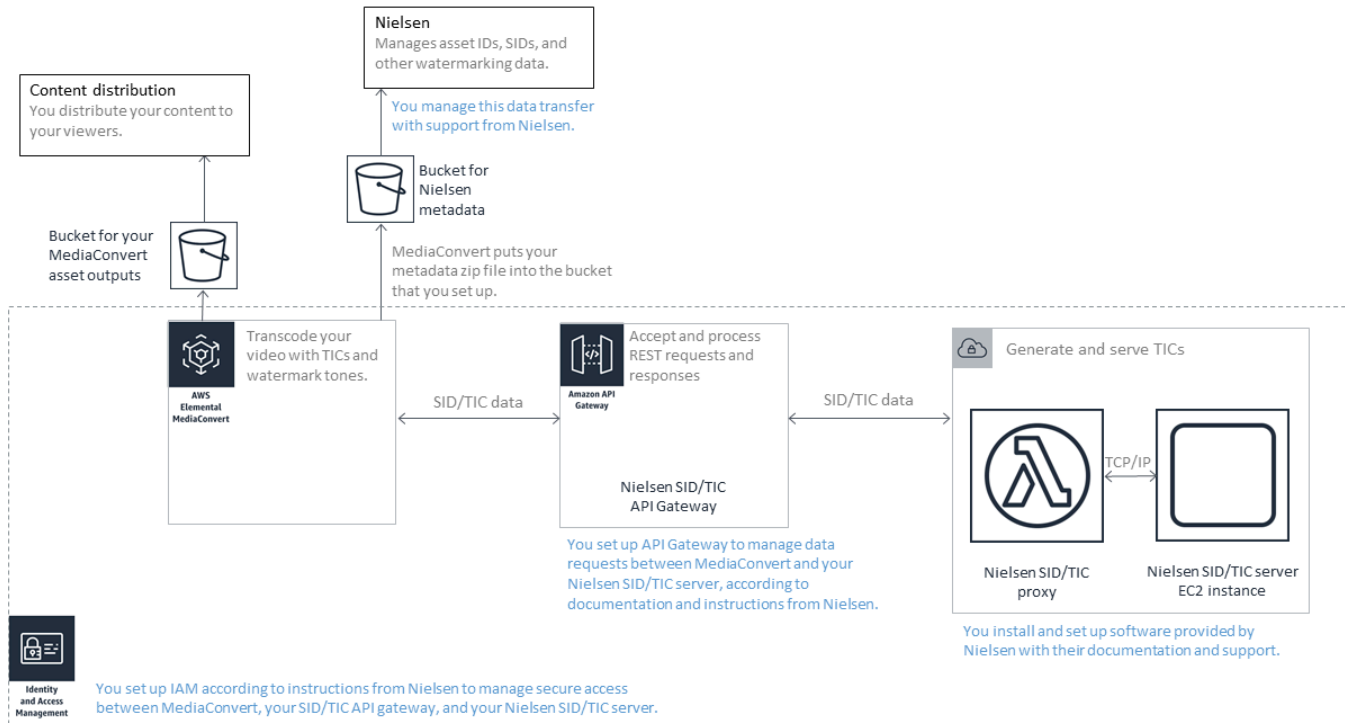 Nielsen
Manages asset IDs, SIDs, and
other watermarking data.
Content distribution
You distribute your content to
your viewers.
You manage this data transfer
with support from Nielsen.
Bucket for
Nielsen
metadata
Bucket for your
MediaConvert
asset outputs
MediaConvert puts your
metadata zip file into the bucket
that you set up.
AWS
Elemental
MediaConvert
Transcode your
video with TICs and
watermark tones.
SID/TIC data
Amazon API
Gateway
Accept and process
REST requests and
responses
Nielsen SID/TIC
API Gateway
SID/TIC data
Generate and serve TICs
TCP/IP
Nielsen SID/TIC
proxy
Nielsen SID/TIC server
EC2 instance
You set up API Gateway to manage data
requests between MediaConvert and your
Nielsen SID/TIC server, according to
documentation and instructions from Nielsen.
You install and set up software provided by
Nielsen with their documentation and support.
Identity
and Access
Management
You set up IAM according to instructions from Nielsen to manage secure access
between MediaConvert, your SID/TIC API gateway, and your Nielsen SID/TIC server.